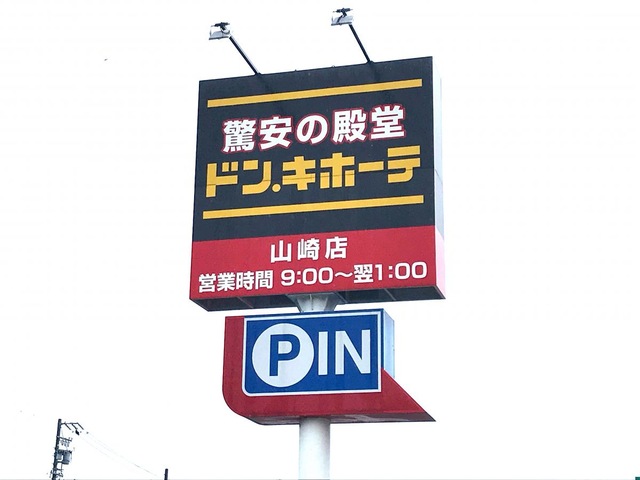 驚安の殿堂
ドン.キホーテ
山崎店
営業時間 9:00〜翌1:00
PIN